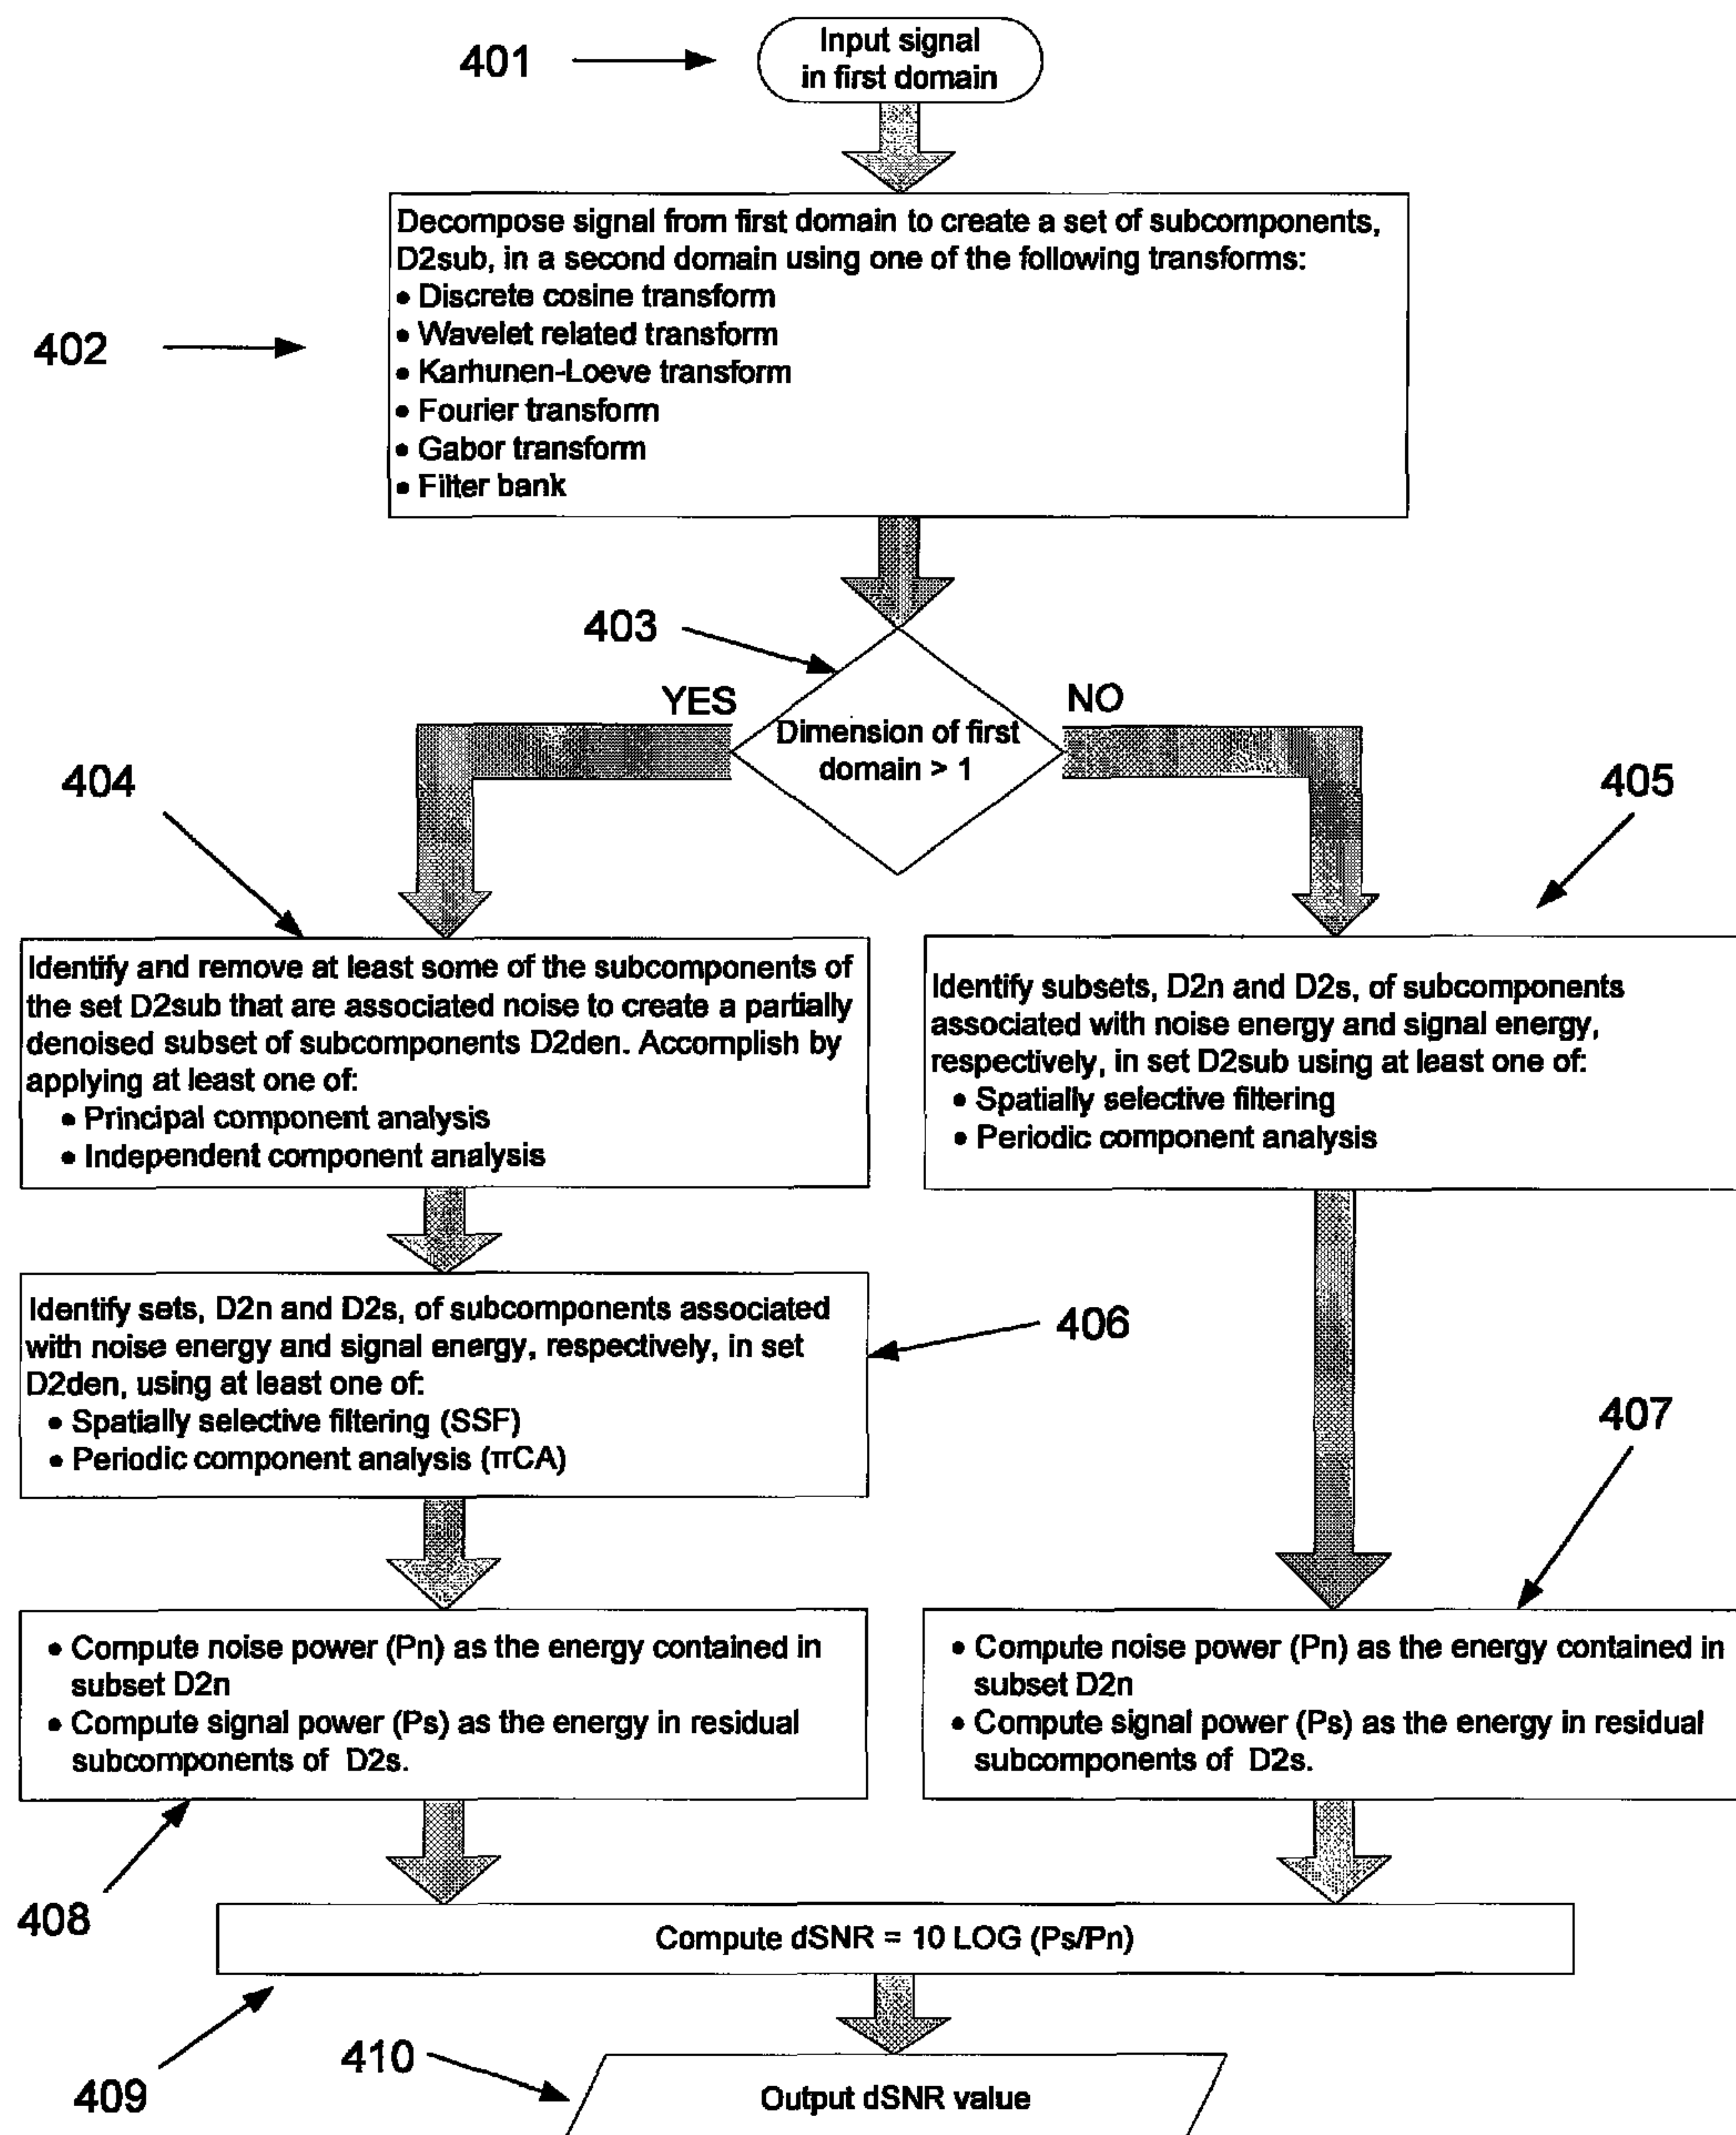 401
Input signal
in first domain
402
Decompose signal from first domain to create a set of subcomponents,
D2sub, in a second domain using one of the following transforms:
• Discrete cosine transform
• Wavelet related transform
• Karhunen-Loeve transform
• Fourier transform
• Gabor transform
• Filter bank
403
YES
NO
Dimension of first
domain > 1
404
405
Identify and remove at least some of the subcomponents of
the set D2sub that are associated noise to create a partially
denoised subset of subcomponents D2den. Accomplish by
applying at least one of:
• Principal component analysis
• Independent component analysis
Identify subsets, D2n and D2s, of subcomponents
associated with noise energy and signal energy,
respectively, in set D2sub using at least one of:
• Spatially selective filtering
• Periodic component analysis
Identify sets, D2n and D2s, of subcomponents associated
with noise energy and signal energy, respectively, in set
D2den, using at least one of:
• Spatially selective filtering (SSF)
• Periodic component analysis (πCA)
406
407
• Compute noise power (Pn) as the energy contained in
subset D2n
• Compute signal power (Ps) as the energy in residual
subcomponents of D2s.
• Compute noise power (Pn) as the energy contained in
subset D2n
• Compute signal power (Ps) as the energy in residual
subcomponents of D2s.
408
Compute dSNR = 10 LOG (Ps/Pn)
409
410
Output dSNR value